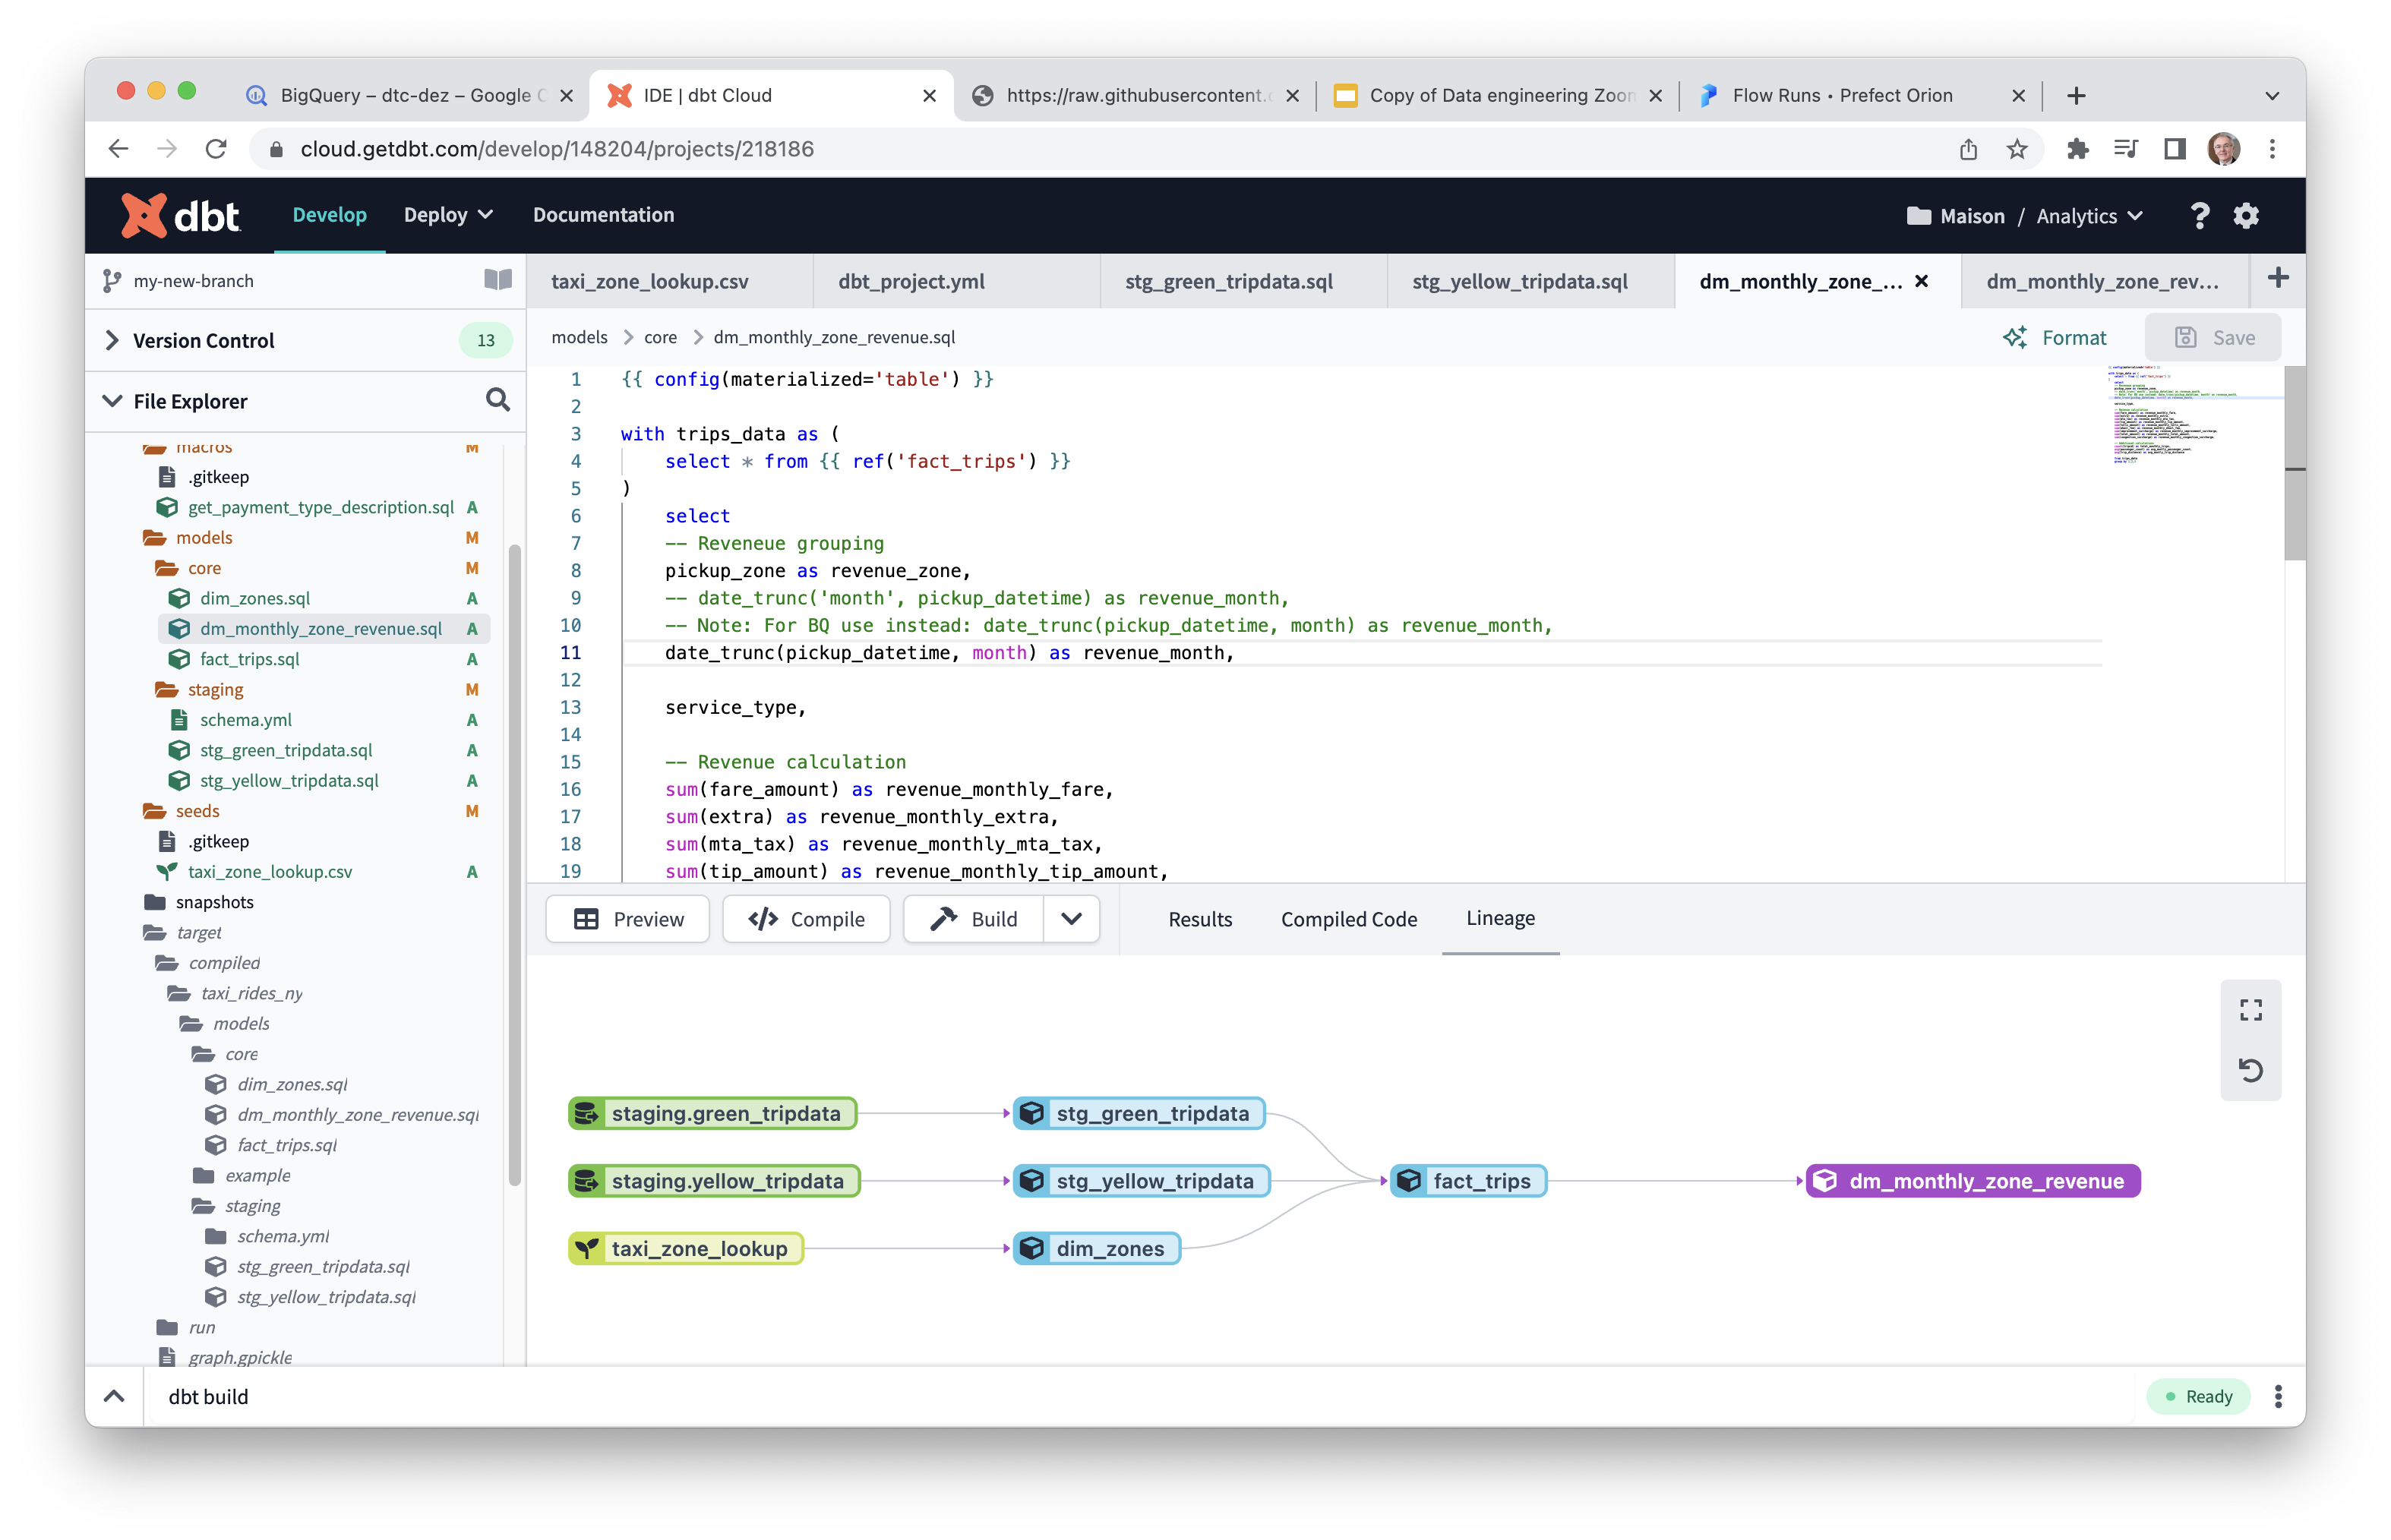 BigQuery – dtc-dez – Google C
IDE | dbt Cloud
https://raw.githubusercontent.c
Copy of Data engineering Zoon
Flow Runs • Prefect Orion
cloud.getdbt.com/develop/148204/projects/218186
dbt
Develop
Deploy
Documentation
Maison / Analytics
?
my-new-branch
taxi_zone_lookup.csv
dbt_project.yml
stg_green_tripdata.sql
stg_yellow_tripdata.sql
dm_monthly_zone_...
dm_monthly_zone_rev...
Version Control
13
File Explorer
macros M
.gitkeep
get_payment_type_description.sql A
models M
core M
dim_zones.sql A
dm_monthly_zone_revenue.sql A
fact_trips.sql A
staging M
schema.yml A
stg_green_tripdata.sql A
stg_yellow_tripdata.sql A
seeds M
.gitkeep
taxi_zone_lookup.csv A
snapshots
target
compiled
taxi_rides_ny
models
core
dim_zones.sql
dm_monthly_zone_revenue.sql
fact_trips.sql
example
staging
schema.yml
stg_green_tripdata.sql
stg_yellow_tripdata.sql
run
graph.gpickle
models > core > dm_monthly_zone_revenue.sql
Format
Save
1 {{ config(materialized='table') }}
2
3 with trips_data as (
4 select * from {{ ref('fact_trips') }}
5 )
6 select
7 -- Reveneue grouping
8 pickup_zone as revenue_zone,
9 -- date_trunc('month', pickup_datetime) as revenue_month,
10 -- Note: For BQ use instead: date_trunc(pickup_datetime, month) as revenue_month,
11 date_trunc(pickup_datetime, month) as revenue_month,
12
13 service_type,
14
15 -- Revenue calculation
16 sum(fare_amount) as revenue_monthly_fare,
17 sum(extra) as revenue_monthly_extra,
18 sum(mta_tax) as revenue_monthly_mta_tax,
19 sum(tip_amount) as revenue_monthly_tip_amount,
Preview
Compile
Build
Results
Compiled Code
Lineage
staging.green_tripdata
stg_green_tripdata
staging.yellow_tripdata
stg_yellow_tripdata
fact_trips
dm_monthly_zone_revenue
taxi_zone_lookup
dim_zones
dbt build
Ready